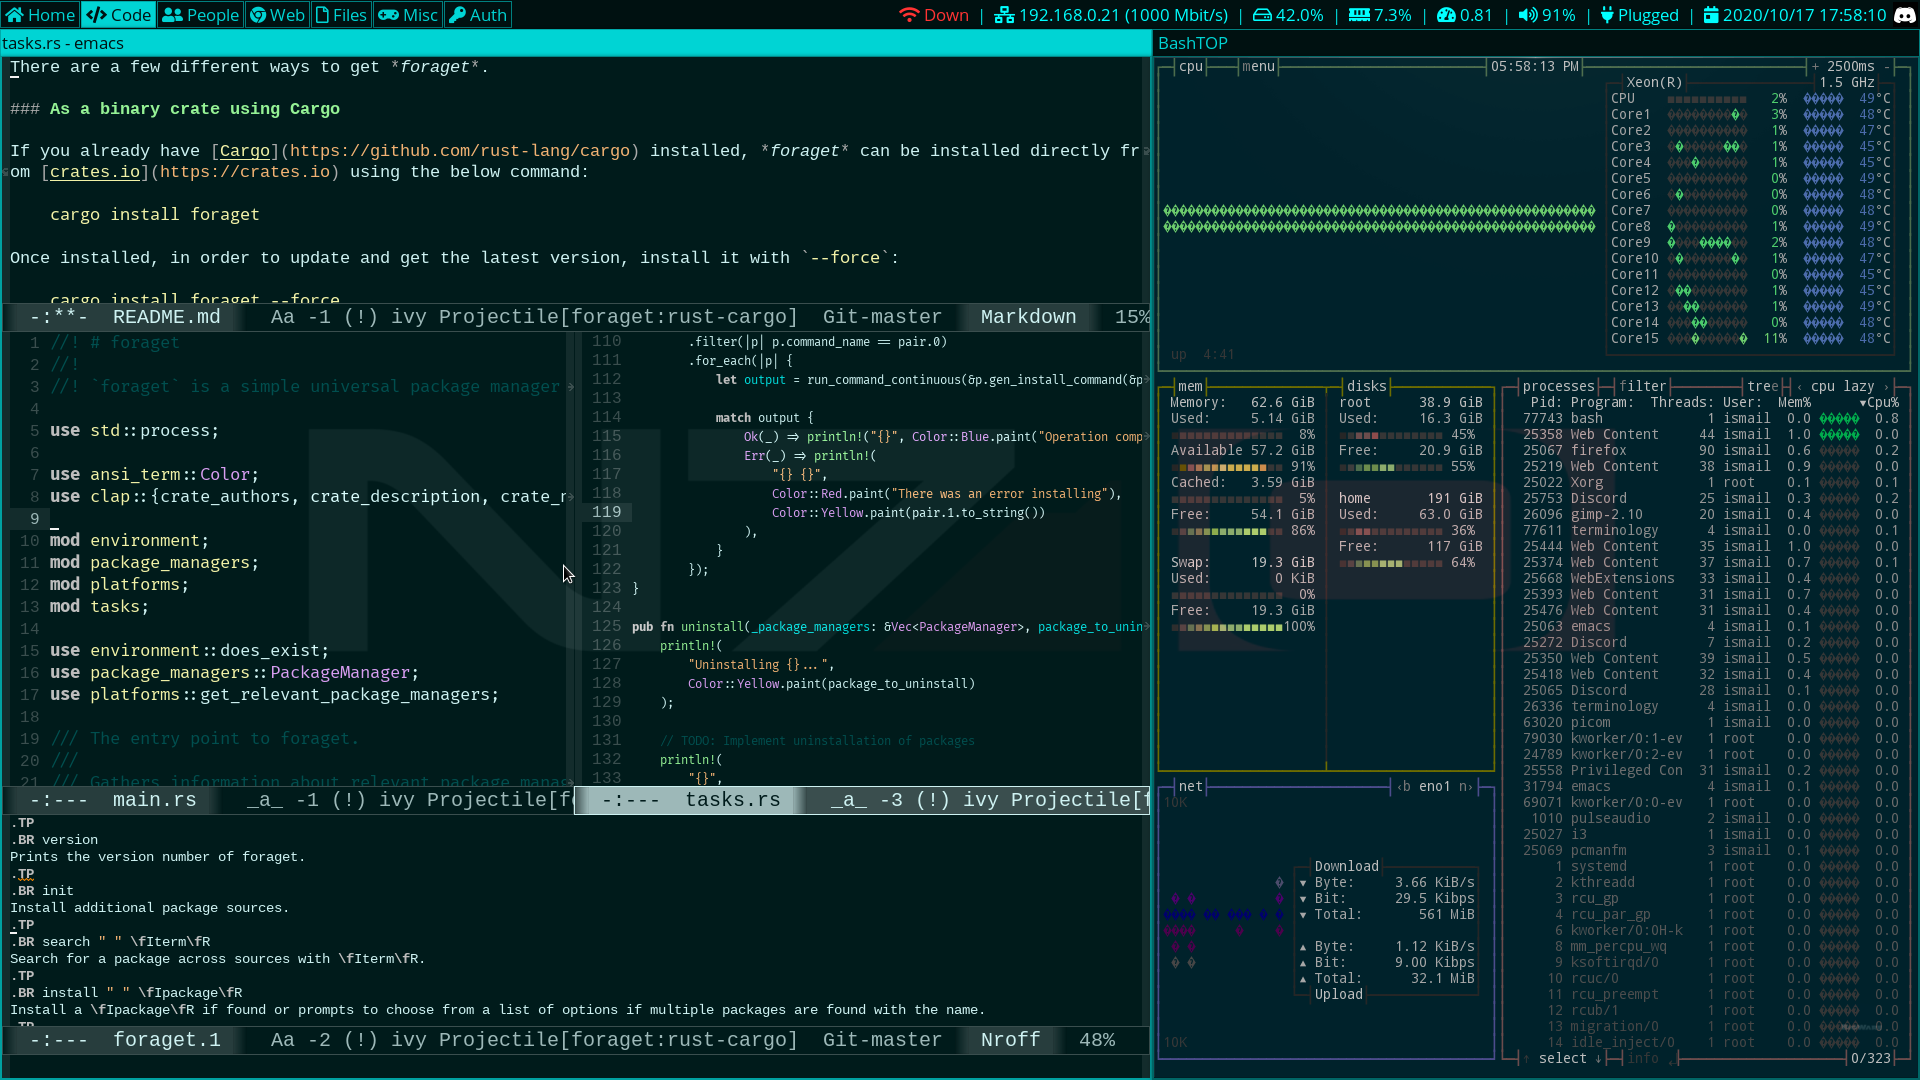 Home Code People Web Files Misc Auth
Down | 192.168.0.21 (1000 Mbit/s) | 42.0% | 7.3% | 0.81 | 91% | Plugged | 2020/10/17 17:58:10
tasks.rs - emacs
There are a few different ways to get *foraget*.
### As a binary crate using Cargo
If you already have [Cargo](https://github.com/rust-lang/cargo) installed, *foraget* can be installed directly fr
om [crates.io](https://crates.io) using the below command:
cargo install foraget
Once installed, in order to update and get the latest version, install it with `--force`:
cargo install foraget --force
-:**- README.md Aa -1 (!) ivy Projectile[foraget:rust-cargo] Git-master Markdown 15%
1 //! # foraget
2 //!
3 //! `foraget` is a simple universal package manager
4
5 use std::process;
6
7 use ansi_term::Color;
8 use clap::{crate_authors, crate_description, crate_n
9
10 mod environment;
11 mod package_managers;
12 mod platforms;
13 mod tasks;
14
15 use environment::does_exist;
16 use package_managers::PackageManager;
17 use platforms::get_relevant_package_managers;
18
19 /// The entry point to foraget.
20 ///
21 /// Gathers information about relevant package manag
-:--- main.rs _a_ -1 (!) ivy Projectile[f
110 .filter(|p| p.command_name == pair.0)
111 .for_each(|p| {
112 let output = run_command_continuous(&p.gen_install_command(&p
113
114 match output {
115 Ok(_) => println!("{}", Color::Blue.paint("Operation comp
116 Err(_) => println!(
117 "{} {}",
118 Color::Red.paint("There was an error installing"),
119 Color::Yellow.paint(pair.1.to_string())
120 ),
121 }
122 });
123 }
124
125 pub fn uninstall(_package_managers: &Vec<PackageManager>, package_to_unin
126 println!(
127 "Uninstalling {}...",
128 Color::Yellow.paint(package_to_uninstall)
129 );
130
131 // TODO: Implement uninstallation of packages
132 println!(
133 "{}",
-:--- tasks.rs _a_ -3 (!) ivy Projectile[f
.TP
.BR version
Prints the version number of foraget.
.TP
.BR init
Install additional package sources.
.TP
.BR search " " \fIterm\fR
Search for a package across sources with \fIterm\fR.
.TP
.BR install " " \fIpackage\fR
Install a \fIpackage\fR if found or prompts to choose from a list of options if multiple packages are found with the name.
.TP
-:--- foraget.1 Aa -2 (!) ivy Projectile[foraget:rust-cargo] Git-master Nroff 48%
BashTOP
cpu menu 05:58:13 PM + 2500ms -
Xeon(R) 1.5 GHz
CPU 2% 49°C
Core1 3% 48°C
Core2 1% 47°C
Core3 1% 45°C
Core4 1% 45°C
Core5 0% 49°C
Core6 0% 48°C
Core7 0% 48°C
Core8 1% 49°C
Core9 2% 48°C
Core10 1% 47°C
Core11 0% 45°C
Core12 1% 45°C
Core13 1% 49°C
Core14 0% 48°C
Core15 11% 48°C
up 4:41
mem
Memory: 62.6 GiB
Used: 5.14 GiB
8%
Available 57.2 GiB
91%
Cached: 3.59 GiB
5%
Free: 54.1 GiB
86%
Swap: 19.3 GiB
Used: 0 KiB
0%
Free: 19.3 GiB
100%
disks
root 38.9 GiB
Used: 16.3 GiB
45%
Free: 20.9 GiB
55%
home 191 GiB
Used: 63.0 GiB
36%
Free: 117 GiB
64%
net ‹b eno1 n›
10K
Download
▼ Byte: 3.66 KiB/s
▼ Bit: 29.5 Kibps
▼ Total: 561 MiB
▲ Byte: 1.12 KiB/s
▲ Bit: 9.00 Kibps
▲ Total: 32.1 MiB
Upload
10K
processes filter tree ‹ cpu lazy ›
Pid: Program: Threads: User: Mem% ▼Cpu%
77743 bash 1 ismail 0.0 0.8
25358 Web Content 44 ismail 1.0 0.0
25067 firefox 90 ismail 0.6 0.2
25219 Web Content 38 ismail 0.9 0.0
25022 Xorg 1 root 0.1 0.1
25753 Discord 25 ismail 0.3 0.2
26096 gimp-2.10 20 ismail 0.4 0.0
77611 terminology 4 ismail 0.0 0.1
25444 Web Content 35 ismail 1.0 0.0
25374 Web Content 37 ismail 0.7 0.1
25668 WebExtensions 33 ismail 0.4 0.0
25393 Web Content 31 ismail 0.7 0.0
25476 Web Content 31 ismail 0.4 0.0
25063 emacs 4 ismail 0.1 0.0
25272 Discord 7 ismail 0.2 0.0
25350 Web Content 39 ismail 0.5 0.0
25418 Web Content 32 ismail 0.4 0.0
25065 Discord 28 ismail 0.1 0.0
26336 terminology 4 ismail 0.0 0.0
63020 picom 1 ismail 0.1 0.0
79030 kworker/0:1-ev 1 root 0.0 0.0
24789 kworker/0:2-ev 1 root 0.0 0.0
25558 Privileged Con 31 ismail 0.2 0.0
31794 emacs 4 ismail 0.1 0.0
69071 kworker/0:0-ev 1 root 0.0 0.0
1010 pulseaudio 2 ismail 0.0 0.0
25027 i3 1 ismail 0.0 0.0
25069 pcmanfm 3 ismail 0.1 0.0
1 systemd 1 root 0.0 0.0
2 kthreadd 1 root 0.0 0.0
3 rcu_gp 1 root 0.0 0.0
4 rcu_par_gp 1 root 0.0 0.0
6 kworker/0:0H-k 1 root 0.0 0.0
8 mm_percpu_wq 1 root 0.0 0.0
9 ksoftirqd/0 1 root 0.0 0.0
10 rcuc/0 1 root 0.0 0.0
11 rcu_preempt 1 root 0.0 0.0
12 rcub/1 1 root 0.0 0.0
13 migration/0 1 root 0.0 0.0
14 idle_inject/0 1 root 0.0 0.0
↑ select ↓ info 0/323